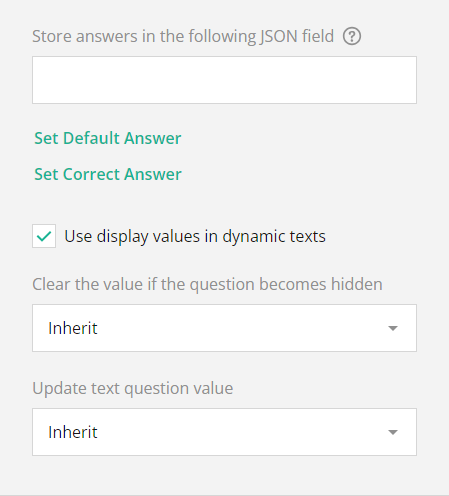 Store answers in the following JSON field ?
Set Default Answer
Set Correct Answer
Use display values in dynamic texts
Clear the value if the question becomes hidden
Inherit
Update text question value
Inherit